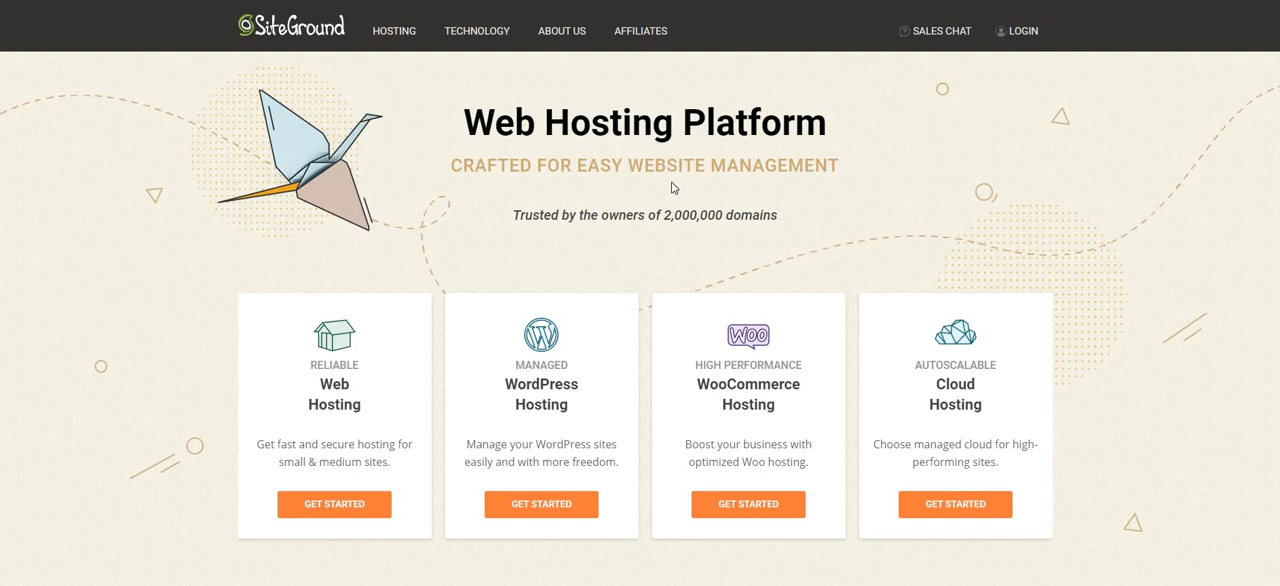 SiteGround
HOSTING
TECHNOLOGY
ABOUT US
AFFILIATES
SALES CHAT
LOGIN
Web Hosting Platform
CRAFTED FOR EASY WEBSITE MANAGEMENT
Trusted by the owners of 2,000,000 domains
RELIABLE
Web
Hosting
Get fast and secure hosting for
small & medium sites.
GET STARTED
MANAGED
WordPress
Hosting
Manage your WordPress sites
easily and with more freedom.
GET STARTED
WOO
HIGH PERFORMANCE
WooCommerce
Hosting
Boost your business with
optimized Woo hosting.
GET STARTED
AUTOSCALABLE
Cloud
Hosting
Choose managed cloud for high-
performing sites.
GET STARTED